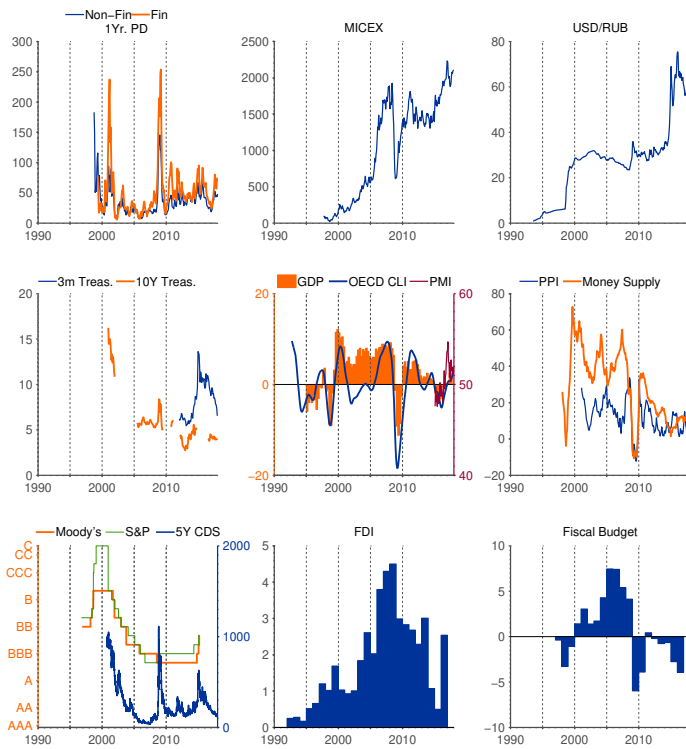 Non−Fin Fin
1Yr. PD
300
250
200
150
100
50
0
1990 2000 2010
MICEX
2500
2000
1500
1000
500
0
1990 2000 2010
USD/RUB
80
60
40
20
0
1990 2000 2010
3m Treas. 10Y Treas.
20
15
10
5
0
1990 2000 2010
GDP OECD CLI PMI
20
0
−20
60
50
40
1990 2000 2010
PPI Money Supply
80
60
40
20
0
−20
1990 2000 2010
Moody's S&P 5Y CDS
C
CC
CCC
B
BB
BBB
A
AA
AAA
2000
1000
0
1990 2000 2010
FDI
5
4
3
2
1
0
1990 2000 2010
Fiscal Budget
10
5
0
−5
−10
1990 2000 2010